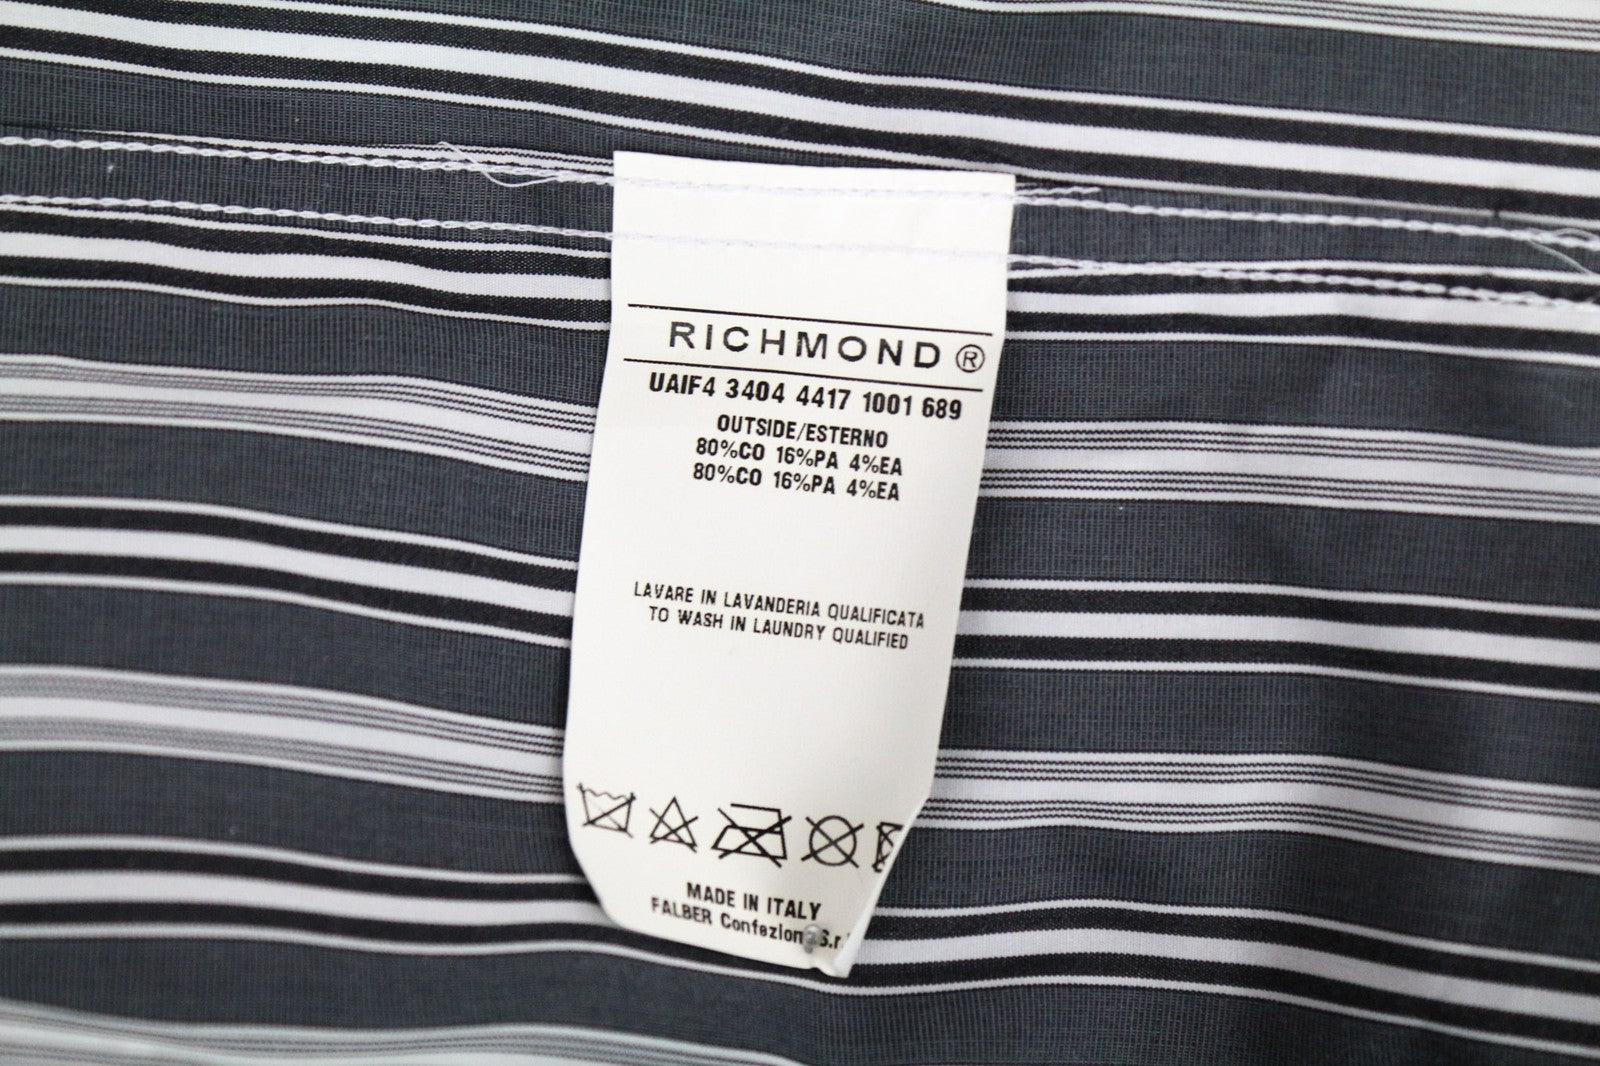 RICHMOND ®
UAIF4 3404 4417 1001 689
OUTSIDE/ESTERNO
80%CO 16%PA 4%EA
80%CO 16%PA 4%EA
LAVARE IN LAVANDERIA QUALIFICATA
TO WASH IN LAUNDRY QUALIFIED
MADE IN ITALY
FALBER